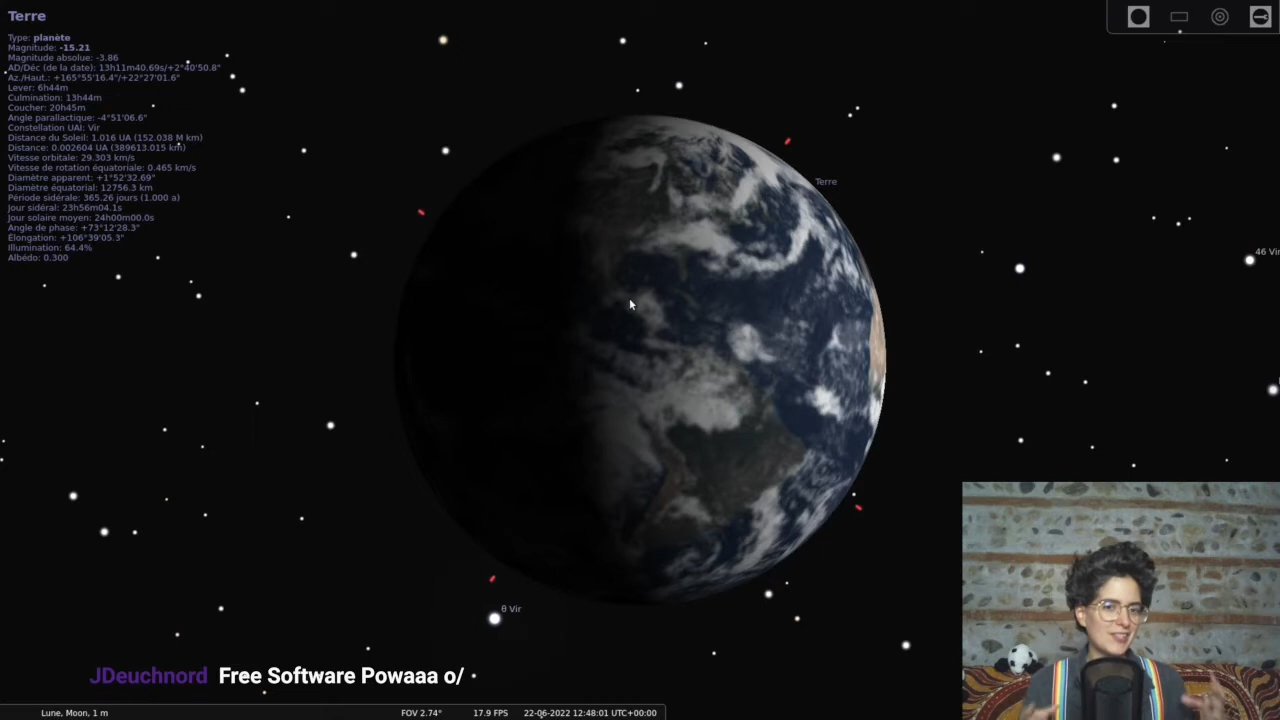 Terre
Type: planète
Magnitude: -15.21
Magnitude absolue: -3.86
AD/Déc (de la date): 13h11m40.69s/+2°40'50.8"
Az./Haut.: +165°55'16.4"/+22°27'01.6"
Lever: 6h44m
Culmination: 13h44m
Coucher: 20h45m
Angle parallactique: -4°51'06.6"
Constellation UAI: Vir
Distance du Soleil: 1.016 UA (152.038 M km)
Distance: 0.002604 UA (389613.015 km)
Vitesse orbitale: 29.303 km/s
Vitesse de rotation équatoriale: 0.465 km/s
Diamètre apparent: +1°52'32.69"
Diamètre équatorial: 12756.3 km
Période sidérale: 365.26 jours (1.000 a)
Jour sidéral: 23h56m04.1s
Jour solaire moyen: 24h00m00.0s
Angle de phase: +73°12'28.3"
Élongation: +106°39'05.3"
Illumination: 64.4%
Albédo: 0.300
Terre
46 Vir
θ Vir
JDeuchnord Free Software Powaaa o/
Lune, Moon, 1 m FOV 2.74° 17.9 FPS 22-06-2022 12:48:01 UTC+00:00